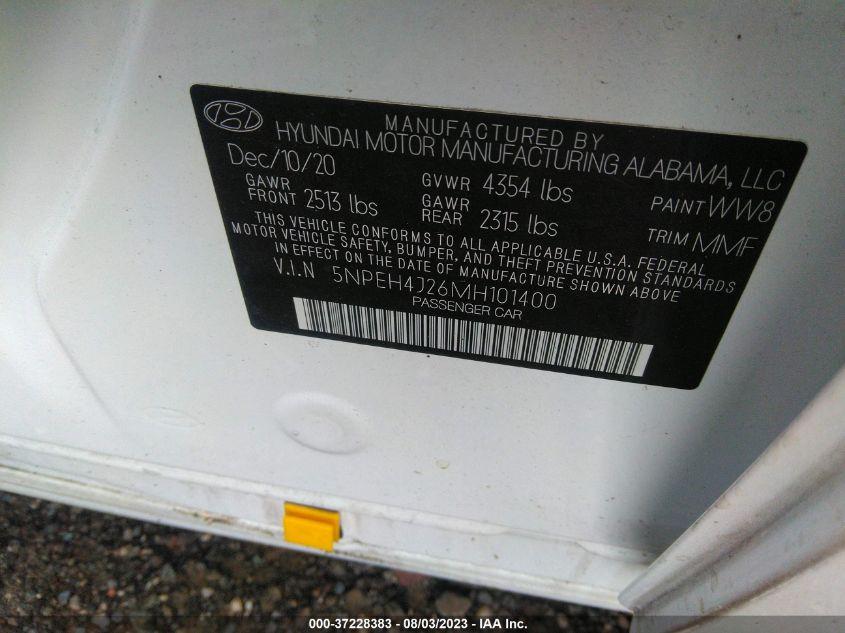 MANUFACTURED BY
HYUNDAI MOTOR MANUFACTURING ALABAMA, LLC
Dec/10/20 GVWR 4354 lbs PAINT WW8
GAWR FRONT 2513 lbs GAWR REAR 2315 lbs TRIM MMF
THIS VEHICLE CONFORMS TO ALL APPLICABLE U.S.A. FEDERAL
MOTOR VEHICLE SAFETY, BUMPER, AND THEFT PREVENTION STANDARDS
IN EFFECT ON THE DATE OF MANUFACTURE SHOWN ABOVE
V.I.N 5NPEH4J26MH101400
PASSENGER CAR
000-37228383 - 08/03/2023 - IAA Inc.